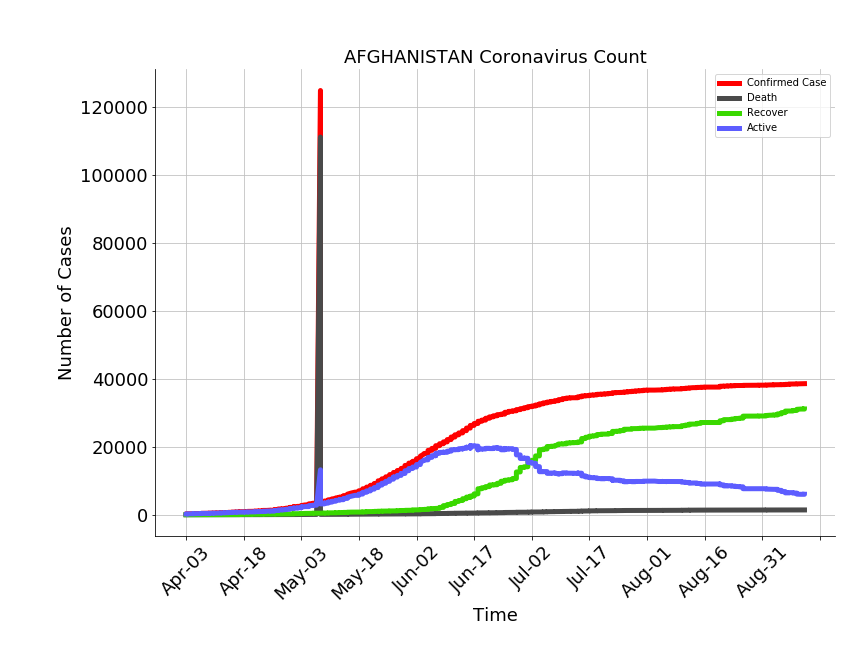 AFGHANISTAN Coronavirus Count
Confirmed Case
Death
Recover
Active
Number of Cases
120000
100000
80000
60000
40000
20000
0
Apr-03
Apr-18
May-03
May-18
Jun-02
Jun-17
Jul-02
Jul-17
Aug-01
Aug-16
Aug-31
Time